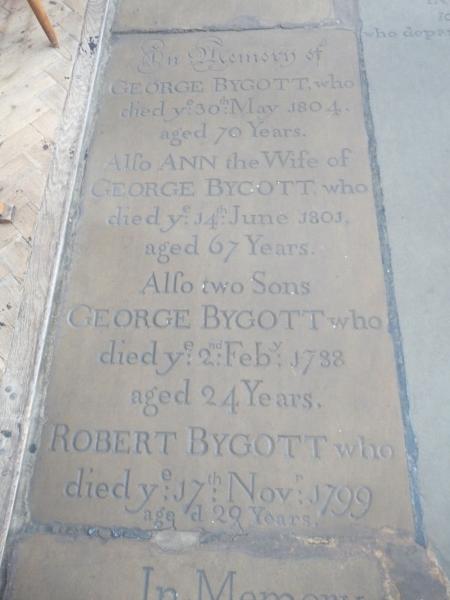 In Memory of
GEORGE BYGOTT, who
died yᵉ: 30ᵗʰ: May 1804.
aged 70 Years.
Alſo ANN the Wife of
GEORGE BYGOTT, who
died yᵉ: 14ᵗʰ: June 1801.
aged 67 Years.
Alſo two Sons
GEORGE BYGOTT who
died yᵉ: 2ⁿᵈ: Febʸ: 1788
aged 24 Years.
ROBERT BYGOTT who
died yᵉ: 17ᵗʰ: Novʳ: 1799
aged 29 Years.
In Memory
who depar